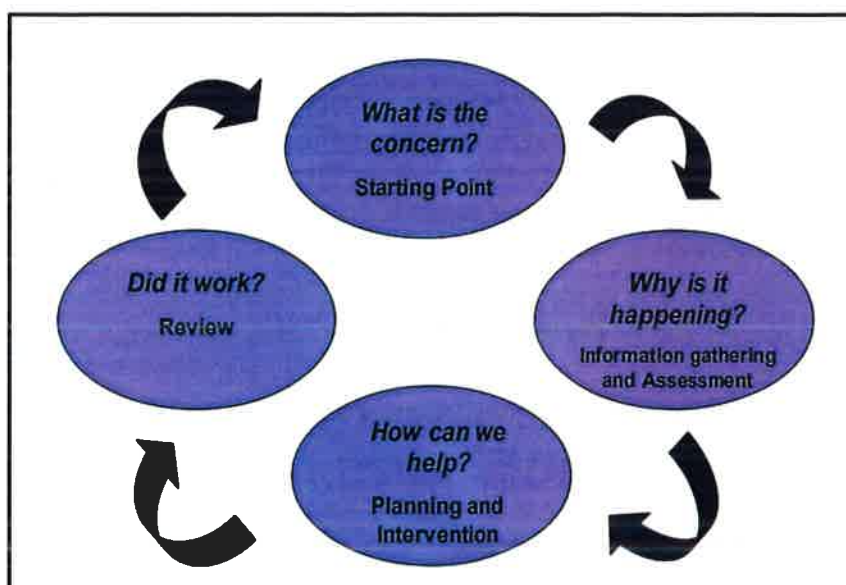 What is the
concern?
Starting Point
Why is it
happening?
Information gathering
and Assessment
How can we
help?
Planning and
Intervention
Did it work?
Review